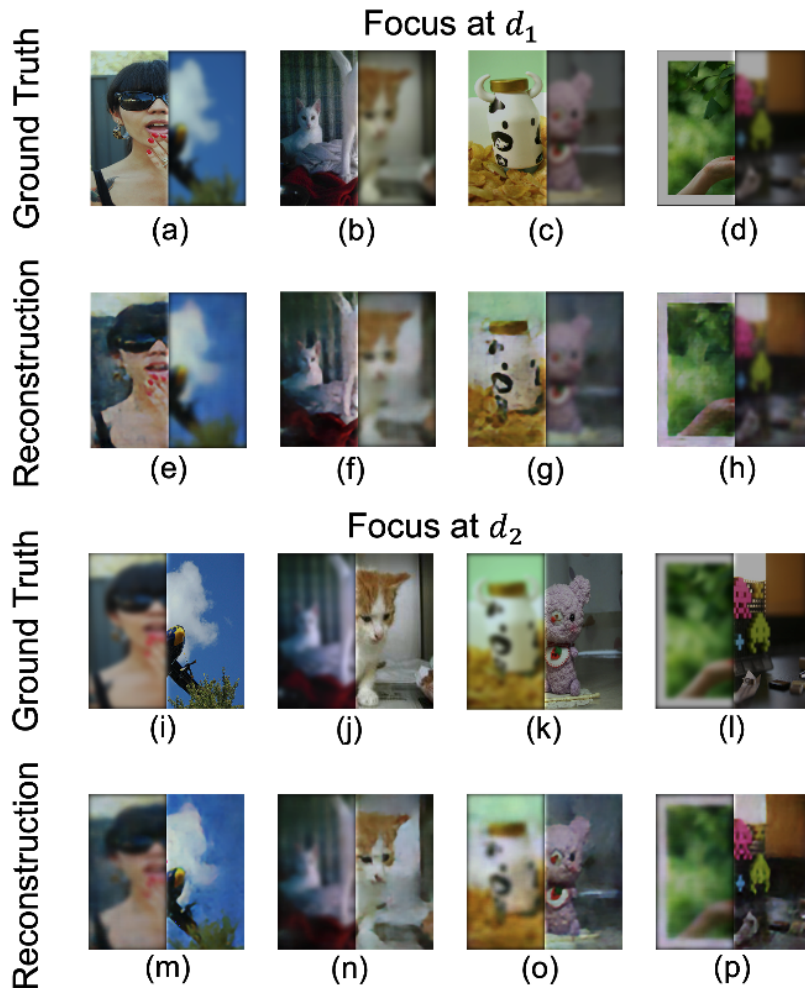 Focus at d₁
Ground Truth
(a) (b) (c) (d)
Reconstruction
(e) (f) (g) (h)
Focus at d₂
Ground Truth
(i) (j) (k) (l)
Reconstruction
(m) (n) (o) (p)